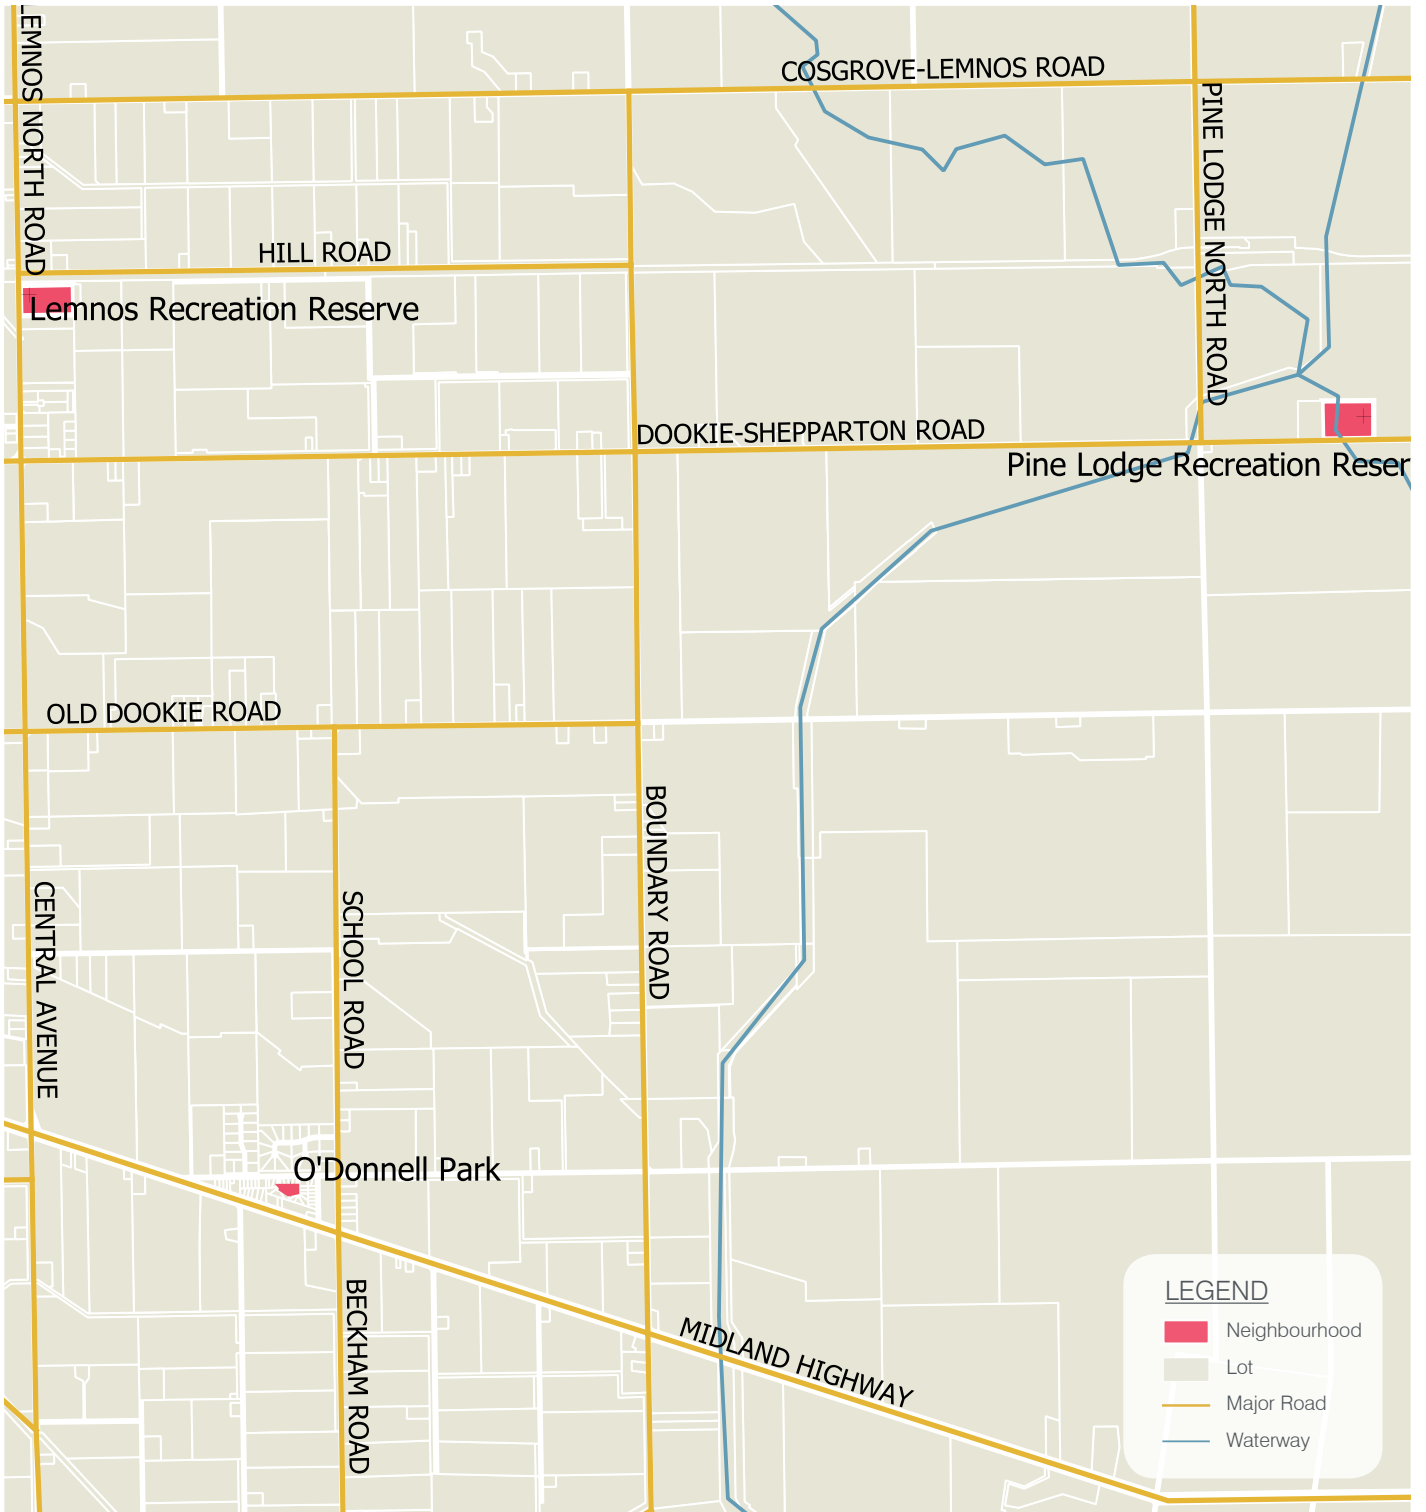 LEMNOS NORTH ROAD
COSGROVE-LEMNOS ROAD
PINE LODGE NORTH ROAD
HILL ROAD
Lemnos Recreation Reserve
DOOKIE-SHEPPARTON ROAD
Pine Lodge Recreation Reser
OLD DOOKIE ROAD
BOUNDARY ROAD
CENTRAL AVENUE
SCHOOL ROAD
O'Donnell Park
BECKHAM ROAD
MIDLAND HIGHWAY
LEGEND
Neighbourhood
Lot
Major Road
Waterway